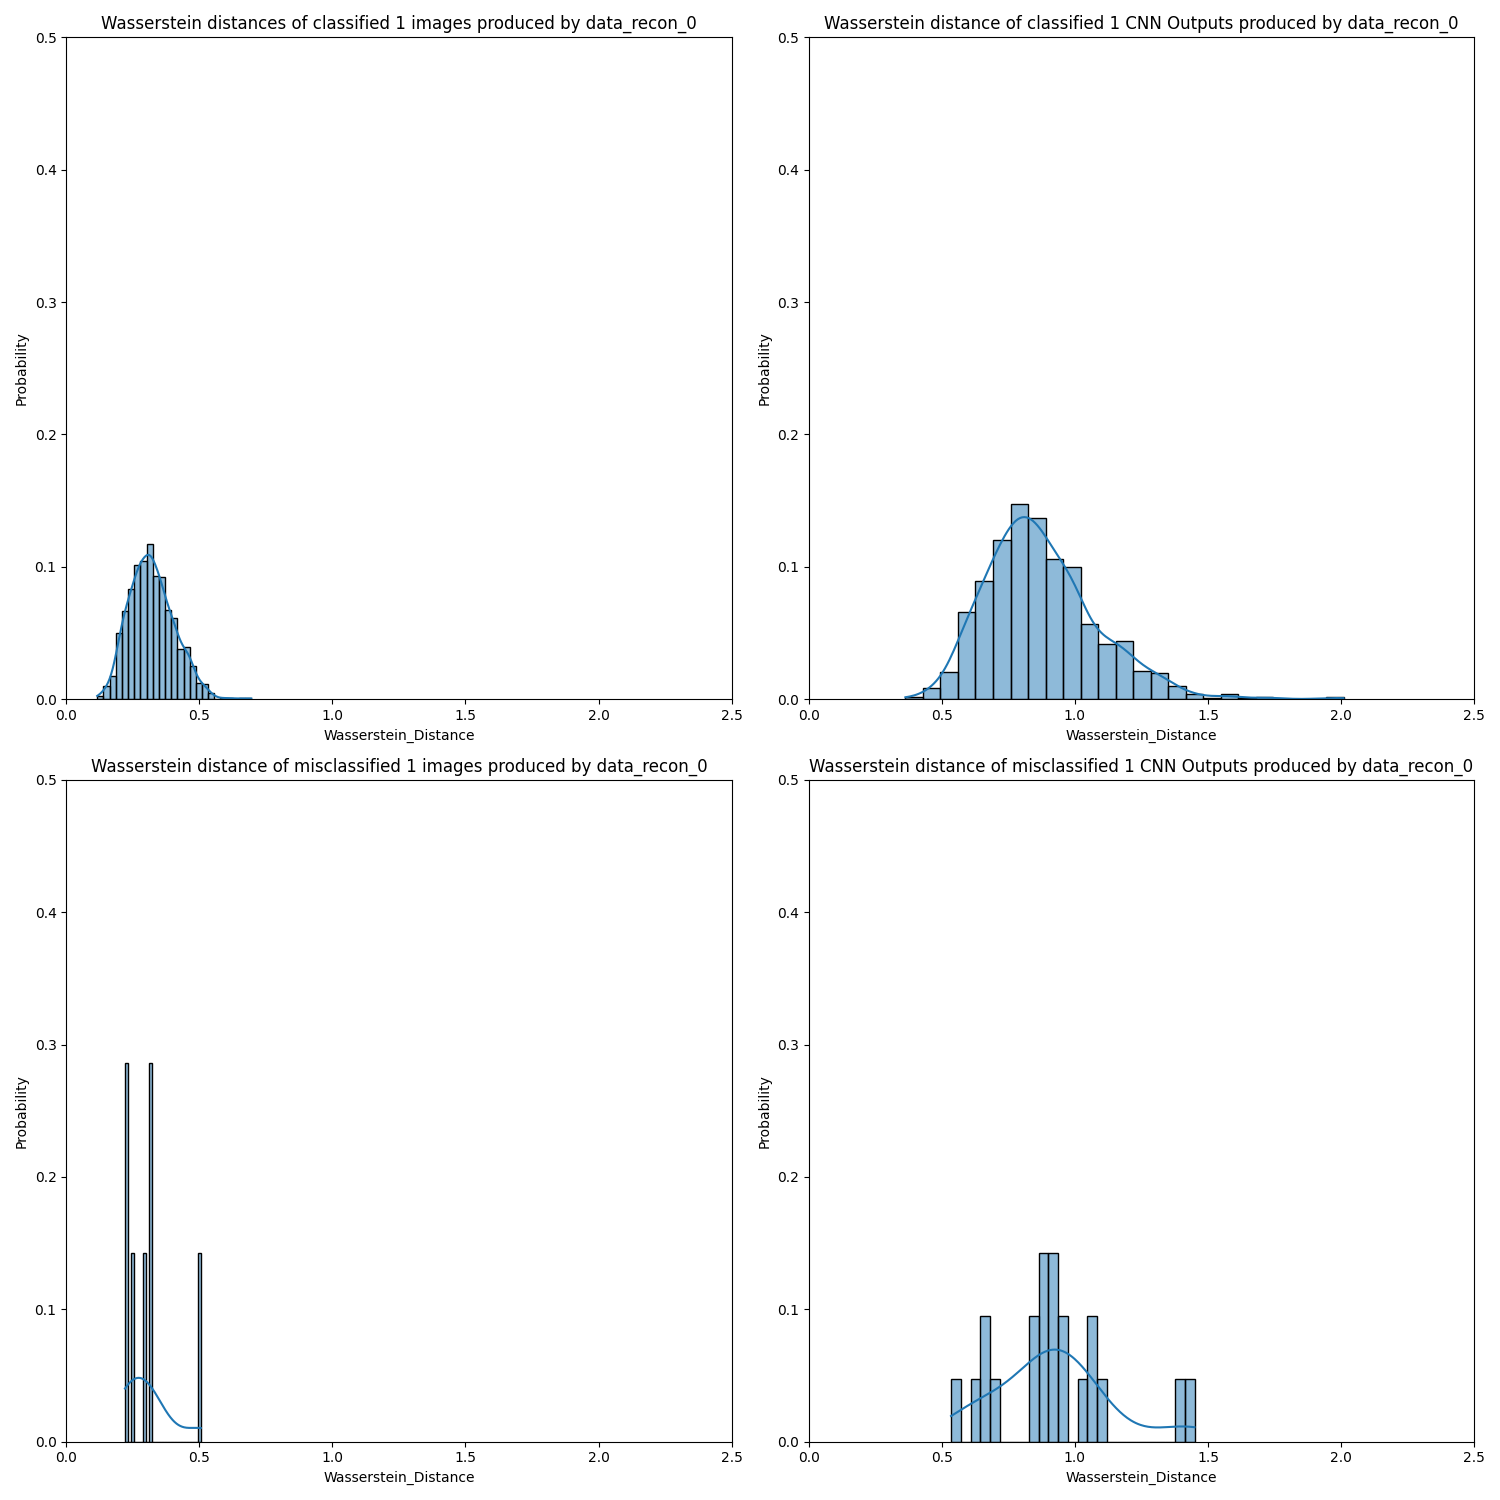 Wasserstein distances of classified 1 images produced by data_recon_0
Probability
0.5
0.4
0.3
0.2
0.1
0.0
0.0 0.5 1.0 1.5 2.0 2.5
Wasserstein_Distance
Wasserstein distance of classified 1 CNN Outputs produced by data_recon_0
Probability
0.5
0.4
0.3
0.2
0.1
0.0
0.0 0.5 1.0 1.5 2.0 2.5
Wasserstein_Distance
Wasserstein distance of misclassified 1 images produced by data_recon_0
Probability
0.5
0.4
0.3
0.2
0.1
0.0
0.0 0.5 1.0 1.5 2.0 2.5
Wasserstein_Distance
Wasserstein distance of misclassified 1 CNN Outputs produced by data_recon_0
Probability
0.5
0.4
0.3
0.2
0.1
0.0
0.0 0.5 1.0 1.5 2.0 2.5
Wasserstein_Distance